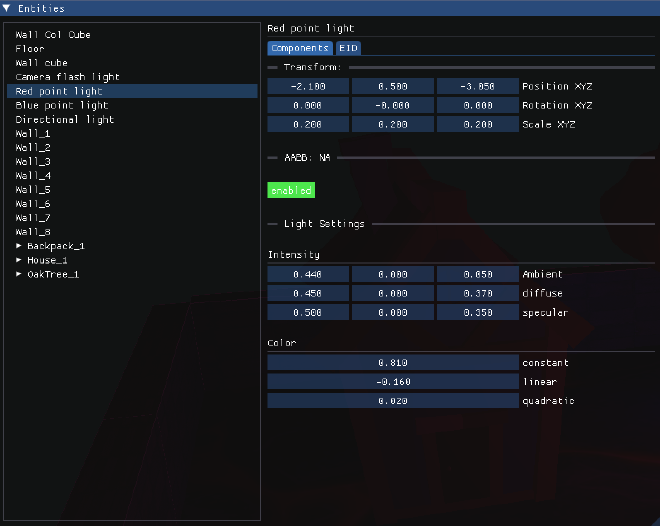 Entities
Wall Col Cube
Floor
Wall cube
Camera flash light
Red point light
Blue point light
Directional light
Wall_1
Wall_2
Wall_3
Wall_4
Wall_5
Wall_6
Wall_7
Wall_8
Backpack_1
House_1
OakTree_1
Red point light
Components EID
Transform:
-2.100 0.500 -3.050 Position XYZ
0.000 -0.000 0.000 Rotation XYZ
0.200 0.200 0.200 Scale XYZ
AABB: NA
enabled
Light Settings
Intensity
0.440 0.000 0.050 Ambient
0.450 0.000 0.370 diffuse
0.500 0.000 0.350 specular
Color
0.810 constant
-0.160 linear
0.020 quadratic